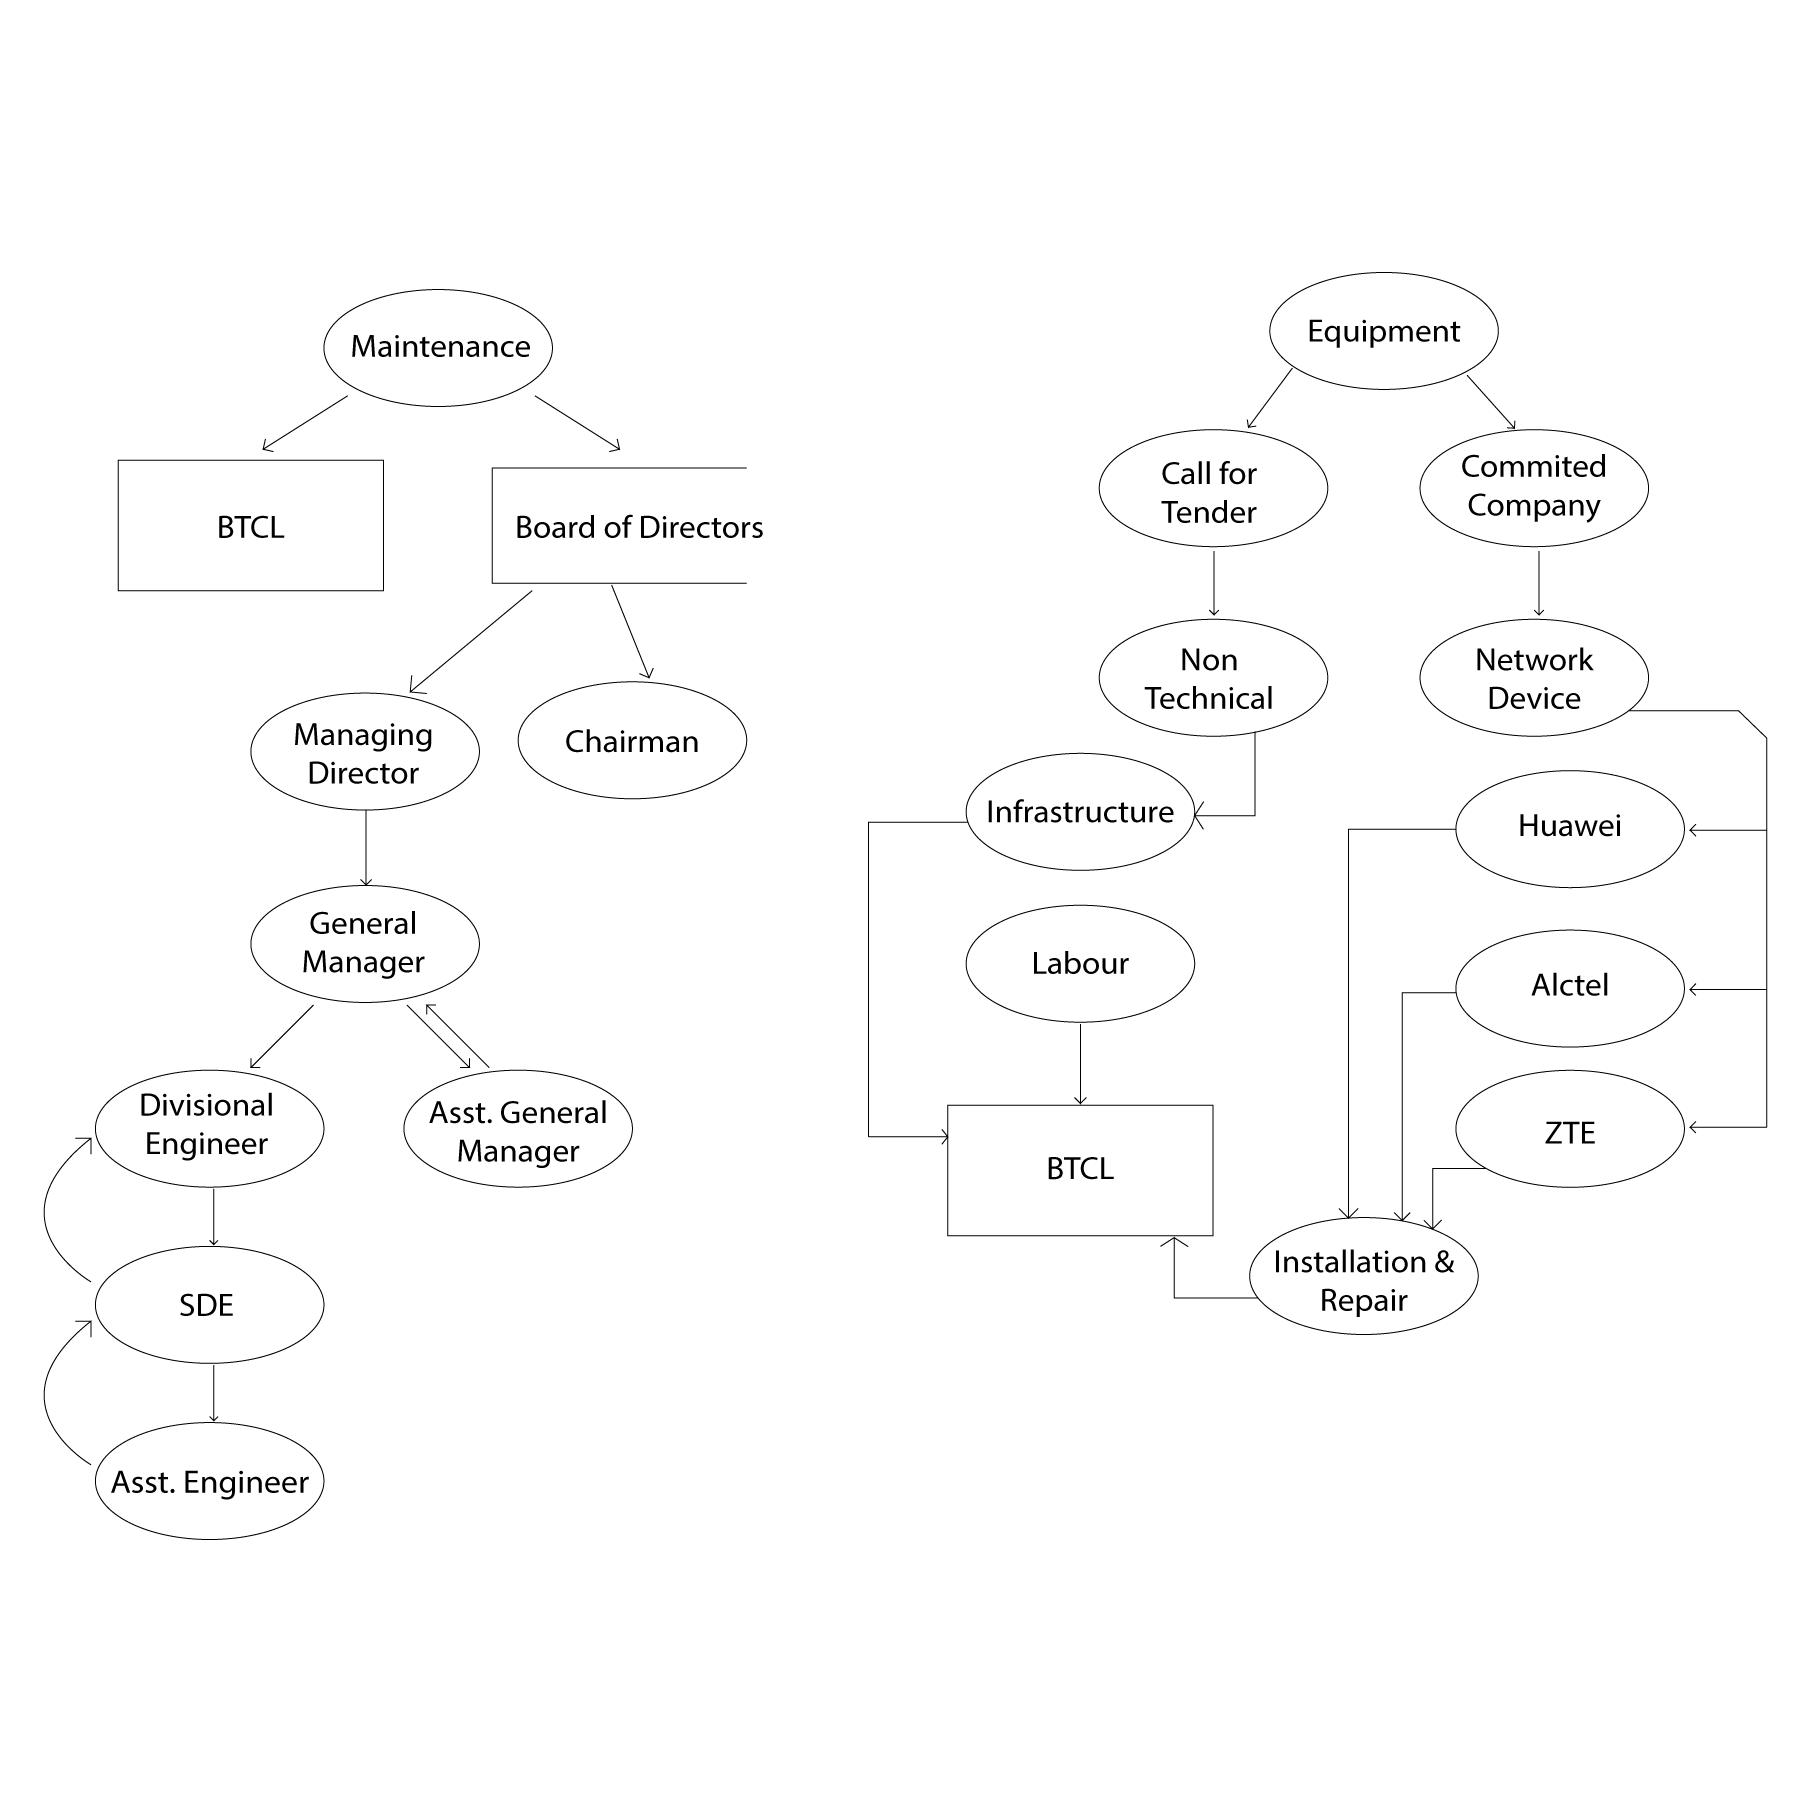 Maintenance
BTCL
Board of Directors
Managing
Director
Chairman
General
Manager
Divisional
Engineer
Asst. General
Manager
SDE
Asst. Engineer
Equipment
Call for
Tender
Commited
Company
Non
Technical
Network
Device
Infrastructure
Huawei
Labour
Alctel
BTCL
ZTE
Installation &
Repair